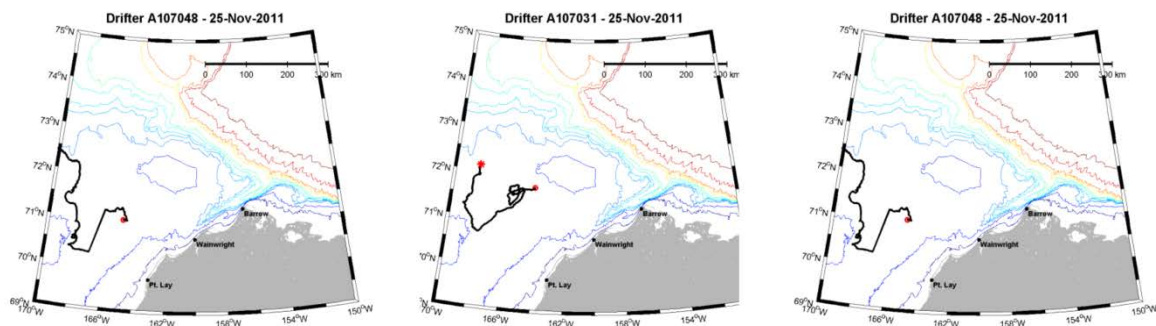 Drifter A107048 - 25-Nov-2011
75°N
74°N
73°N
72°N
71°N
70°N
69°N
170°W
166°W
162°W
158°W
154°W
150°W
0 100 200 300 km
Barrow
Wainwright
Pt. Lay
Drifter A107031 - 25-Nov-2011
75°N
74°N
73°N
72°N
71°N
70°N
69°N
170°W
166°W
162°W
158°W
154°W
0 100 200 300 km
Barrow
Wainwright
Pt. Lay
Drifter A107048 - 25-Nov-2011
75°N
74°N
73°N
72°N
71°N
70°N
69°N
170°W
166°W
162°W
158°W
154°W
150°W
0 100 200 300 km
Barrow
Wainwright
Pt. Lay